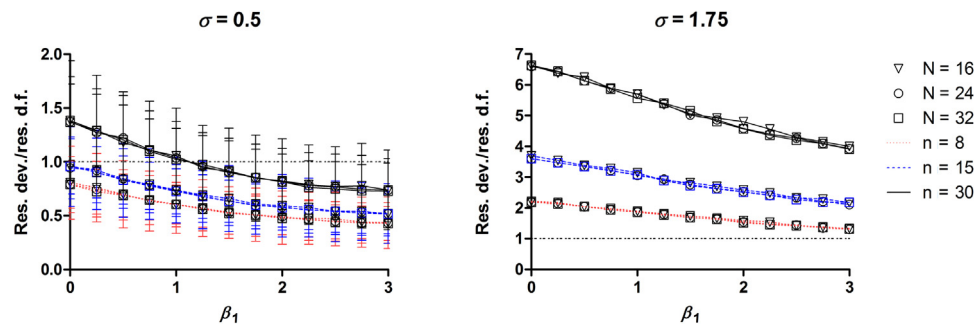 σ = 0.5
Res. dev./res. d.f.
2.0
1.5
1.0
0.5
0.0
0 1 2 3
β1
σ = 1.75
Res. dev./res. d.f.
7
6
5
4
3
2
1
0
0 1 2 3
β1
N = 16
N = 24
N = 32
n = 8
n = 15
n = 30